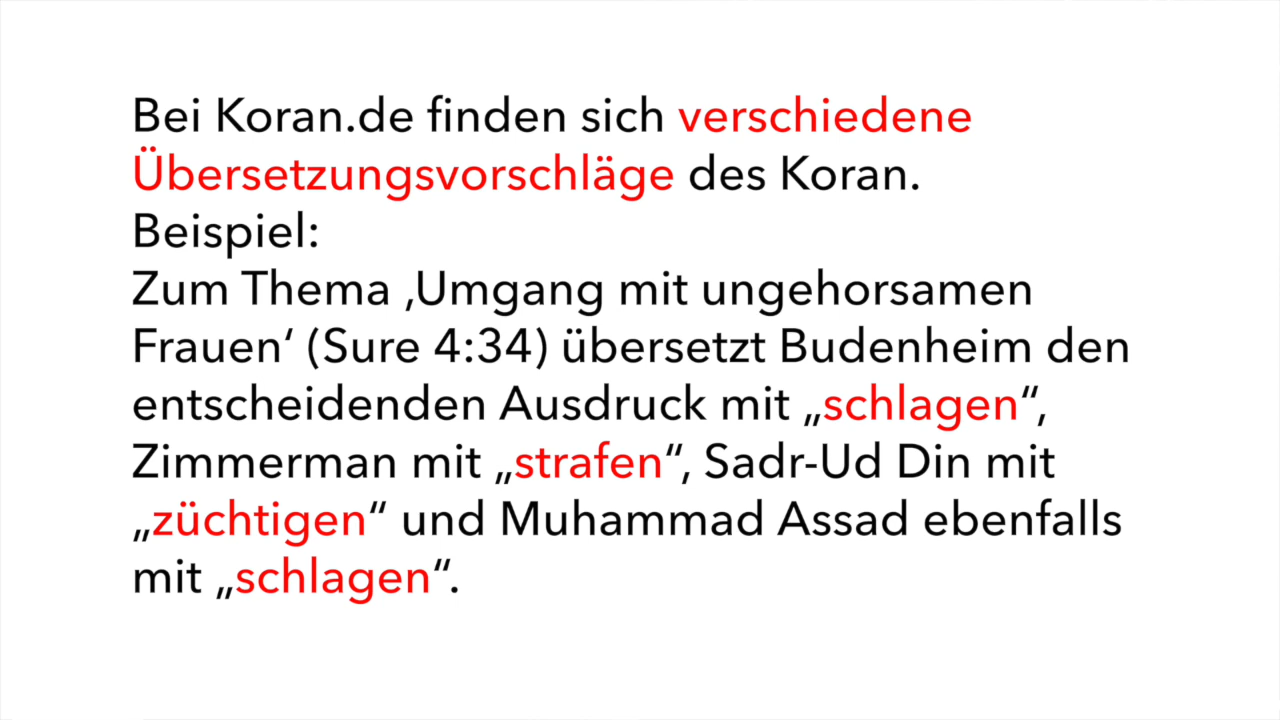 Bei Koran.de finden sich verschiedene
Übersetzungsvorschläge des Koran.
Beispiel:
Zum Thema ‚Umgang mit ungehorsamen
Frauen‘ (Sure 4:34) übersetzt Budenheim den
entscheidenden Ausdruck mit „schlagen“,
Zimmerman mit „strafen“, Sadr-Ud Din mit
„züchtigen“ und Muhammad Assad ebenfalls
mit „schlagen“.